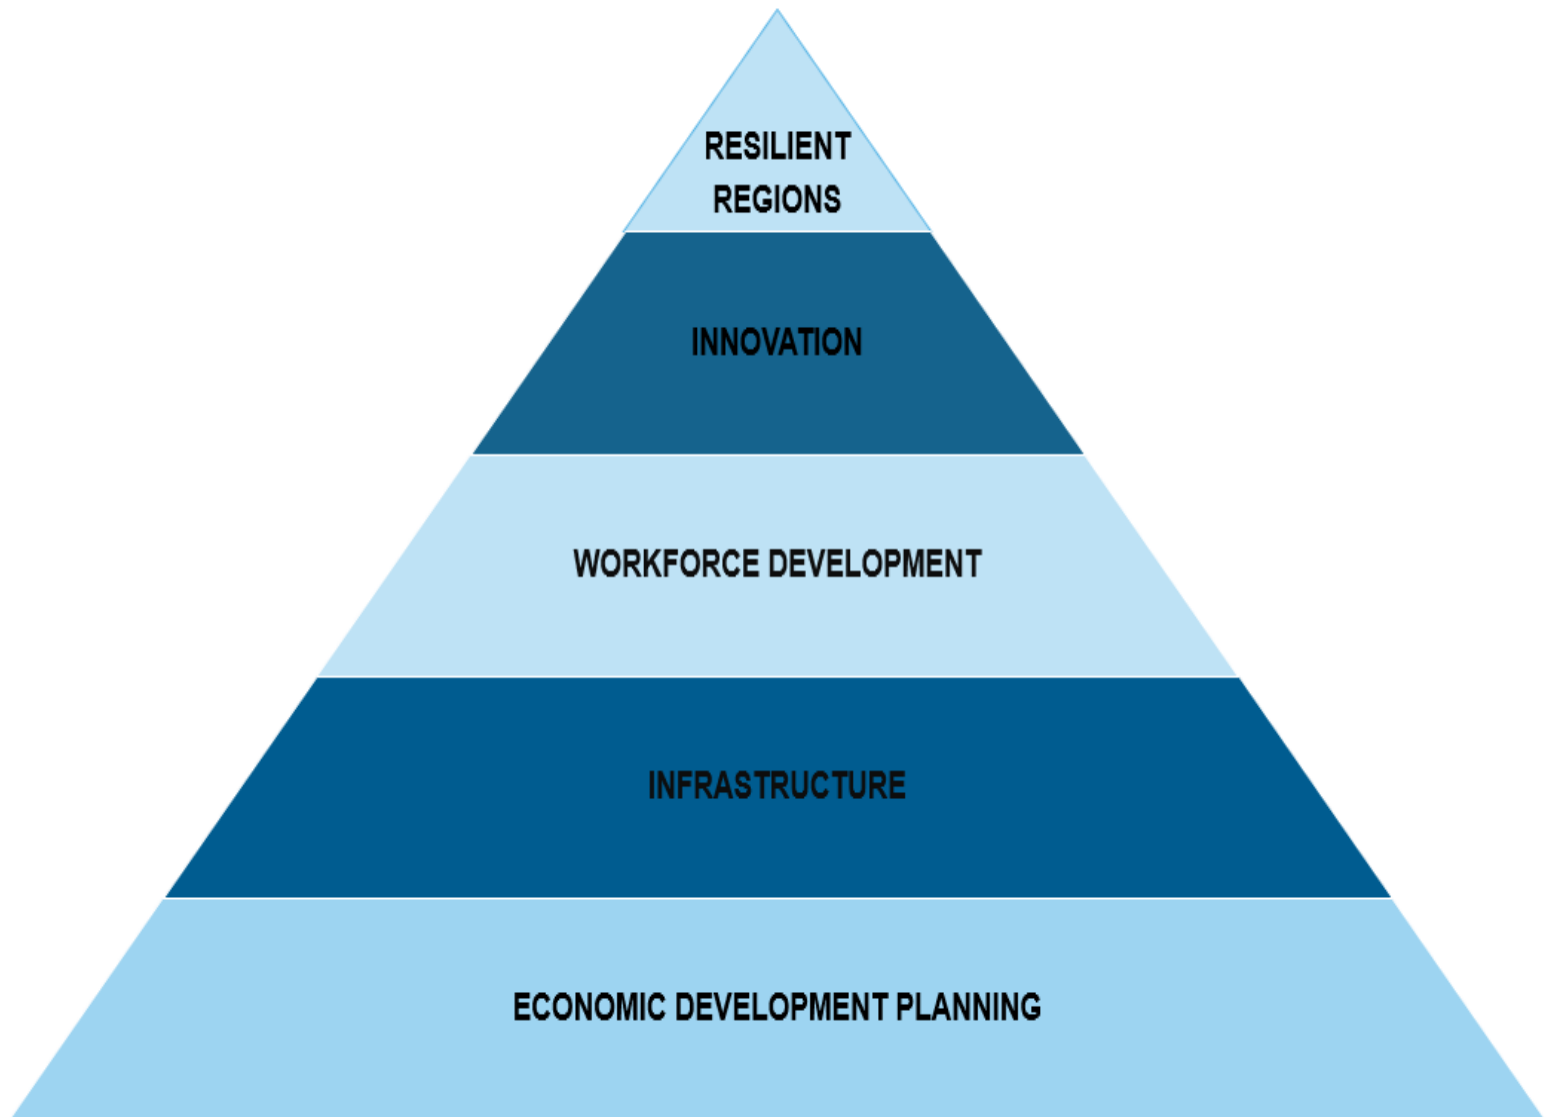 RESILIENT
REGIONS
INNOVATION
WORKFORCE DEVELOPMENT
INFRASTRUCTURE
ECONOMIC DEVELOPMENT PLANNING